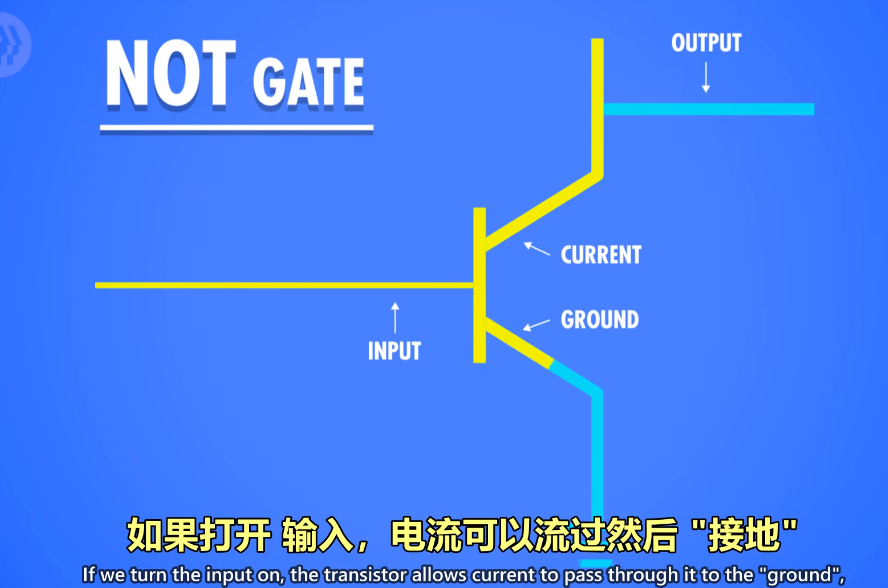 NOT GATE
OUTPUT
CURRENT
GROUND
INPUT
如果打开 输入，电流可以流过然后 "接地"
If we turn the input on, the transistor allows current to pass through it to the "ground",